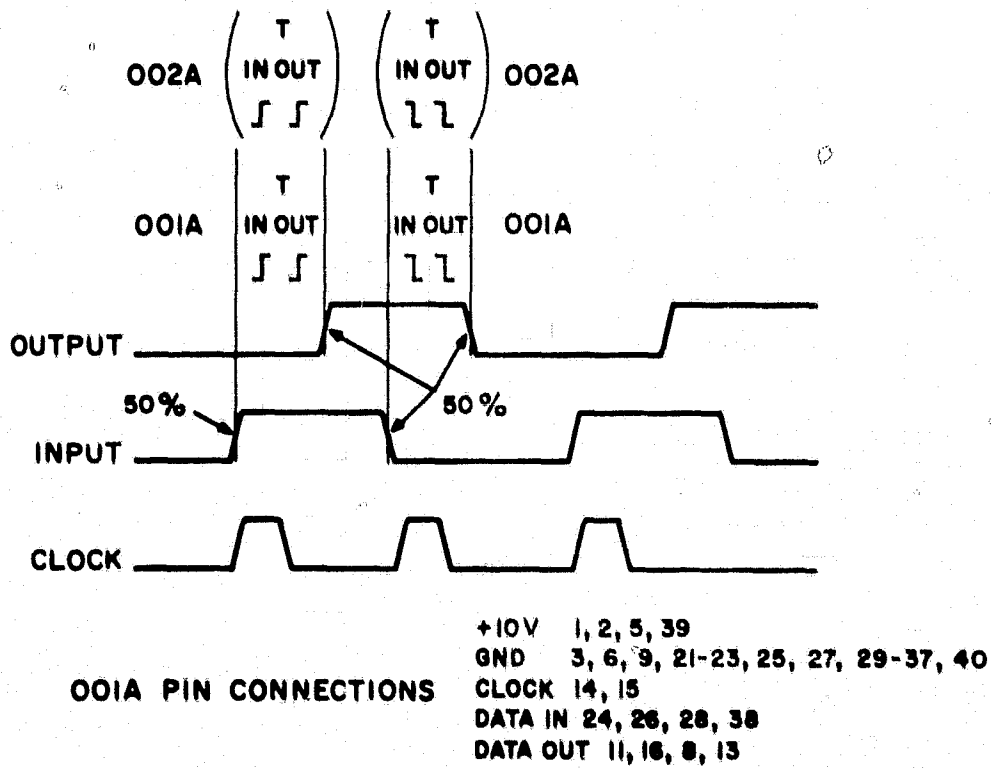 T T
002A IN OUT IN OUT 002A
T T
001A IN OUT IN OUT 001A
OUTPUT
50% 50%
INPUT
CLOCK
+10V 1, 2, 5, 39
GND 3, 6, 9, 21-23, 25, 27, 29-37, 40
001A PIN CONNECTIONS CLOCK 14, 15
DATA IN 24, 26, 28, 38
DATA OUT 11, 16, 8, 13